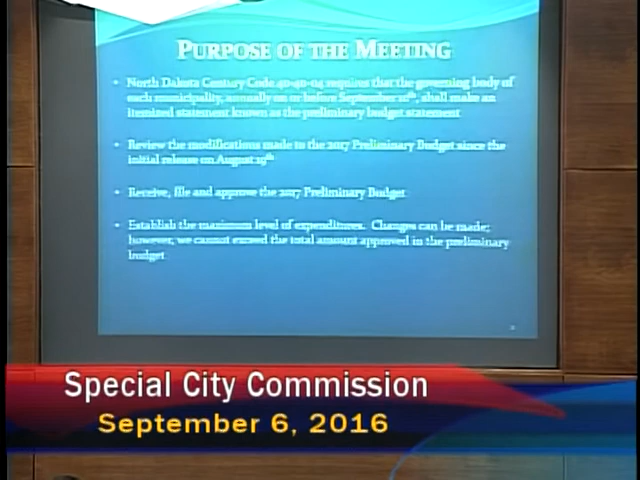 PURPOSE OF THE MEETING
• North Dakota Century Code 40-40-04 requires that the governing body of
each municipality, annually on or before September 10th, shall make an
itemized statement known as the preliminary budget statement
• Review the modifications made to the 2017 Preliminary Budget since the
initial release on August 19th
• Receive, file and approve the 2017 Preliminary Budget
• Establish the maximum level of expenditures. Changes can be made;
however, we cannot exceed the total amount approved in the preliminary
budget
Special City Commission
September 6, 2016